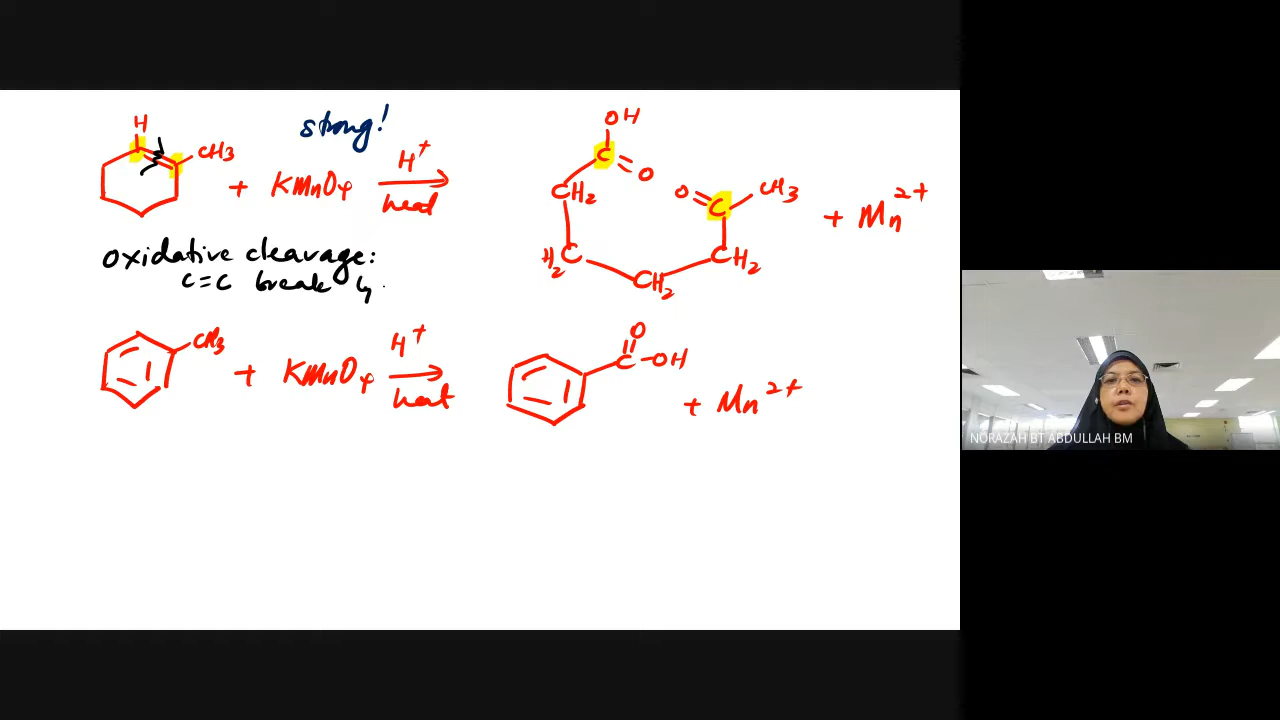 strong!
H
CH3 + KMnO4 H+ heat
OH
C=O
CH2
H2C
CH2
CH2
O=C CH3
+ Mn2+
oxidative cleavage:
C=C break by
CH3 + KMnO4 H+ heat
O
C-OH
+ Mn2+
NORAZAH BT ABDULLAH BM